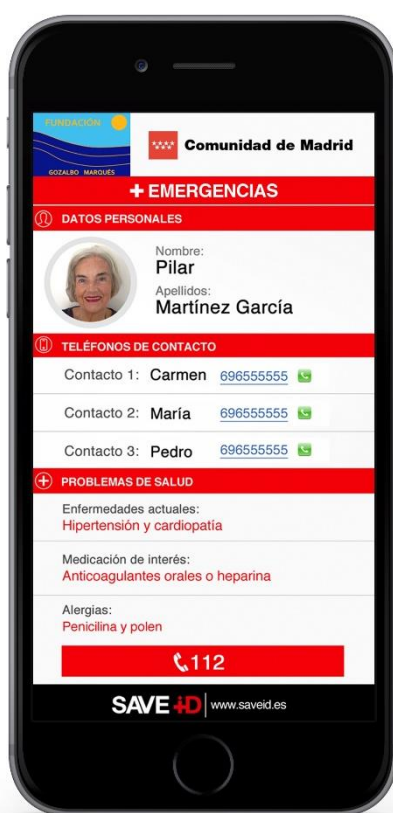 FUNDACIÓN
GOZALBO MARQUÉS
Comunidad de Madrid
+ EMERGENCIAS
DATOS PERSONALES
Nombre:
Pilar
Apellidos:
Martínez García
TELÉFONOS DE CONTACTO
Contacto 1: Carmen 696555555
Contacto 2: María 696555555
Contacto 3: Pedro 696555555
PROBLEMAS DE SALUD
Enfermedades actuales:
Hipertensión y cardiopatía
Medicación de interés:
Anticoagulantes orales o heparina
Alergias:
Penicilina y polen
112
SAVE iD | www.saveid.es